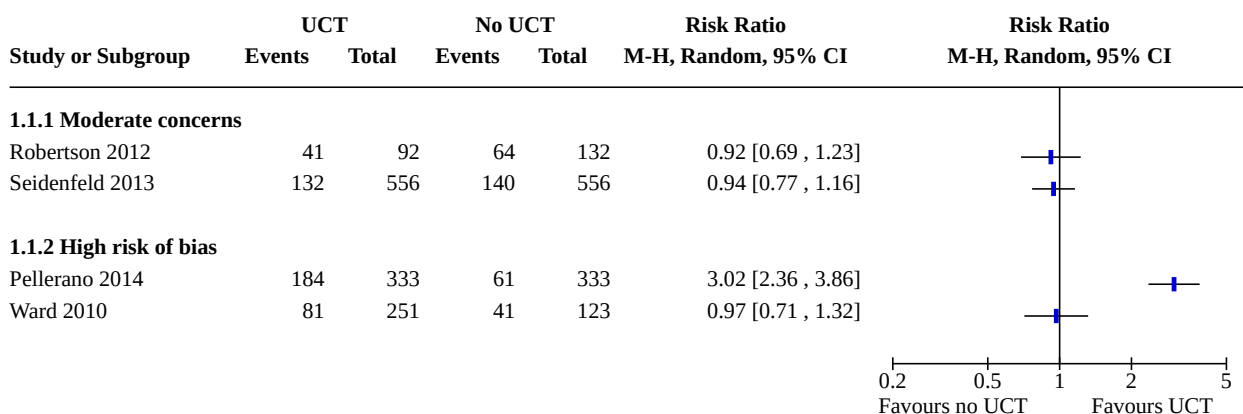 UCT No UCT Risk Ratio Risk Ratio
Study or Subgroup Events Total Events Total M-H, Random, 95% CI M-H, Random, 95% CI
1.1.1 Moderate concerns
Robertson 2012 41 92 64 132 0.92 [0.69 , 1.23]
Seidenfeld 2013 132 556 140 556 0.94 [0.77 , 1.16]
1.1.2 High risk of bias
Pellerano 2014 184 333 61 333 3.02 [2.36 , 3.86]
Ward 2010 81 251 41 123 0.97 [0.71 , 1.32]
0.2 0.5 1 2 5
Favours no UCT Favours UCT